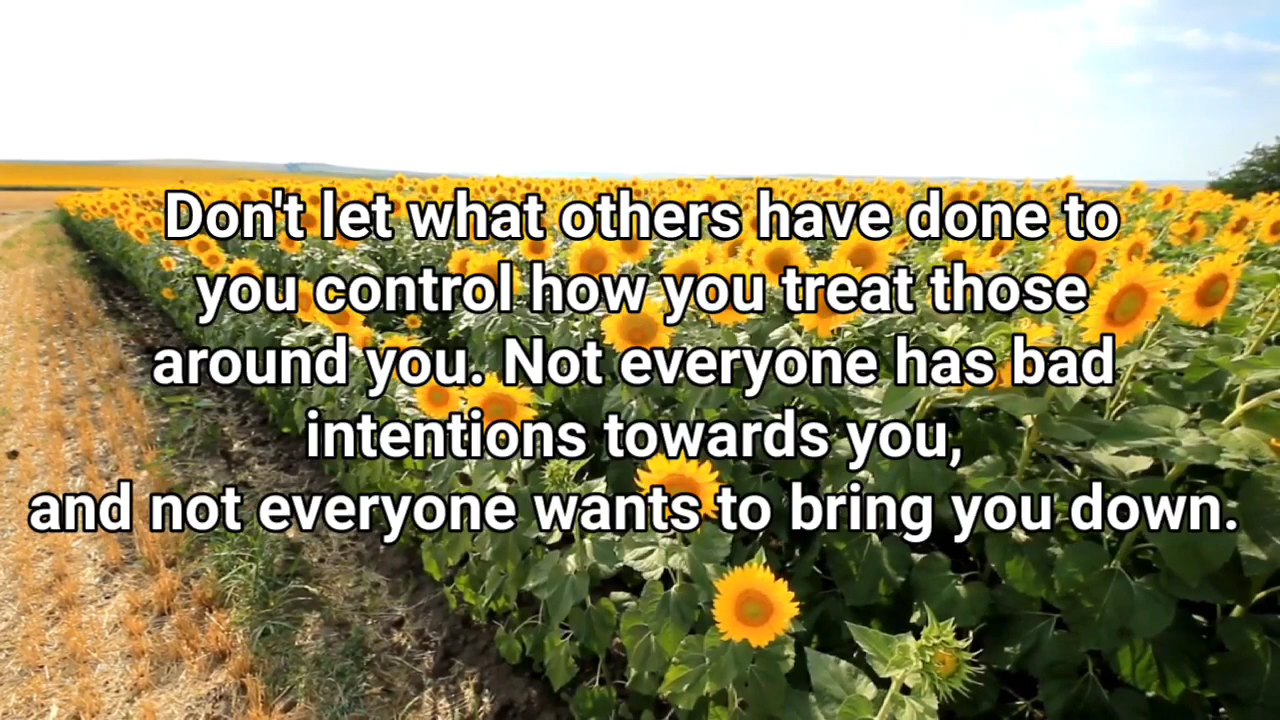 Don't let what others have done to
you control how you treat those
around you. Not everyone has bad
intentions towards you,
and not everyone wants to bring you down.